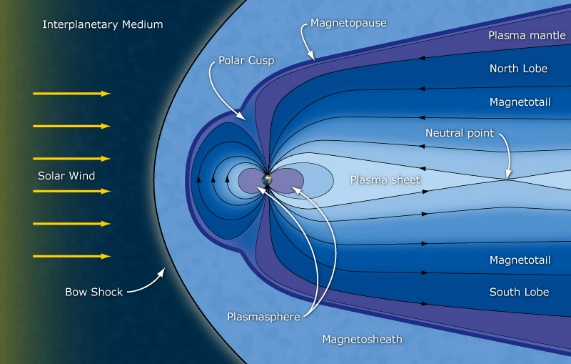 Interplanetary Medium
Magnetopause
Plasma mantle
Polar Cusp
North Lobe
Magnetotail
Neutral point
Solar Wind
Plasma sheet
Magnetotail
Bow Shock
South Lobe
Plasmasphere
Magnetosheath